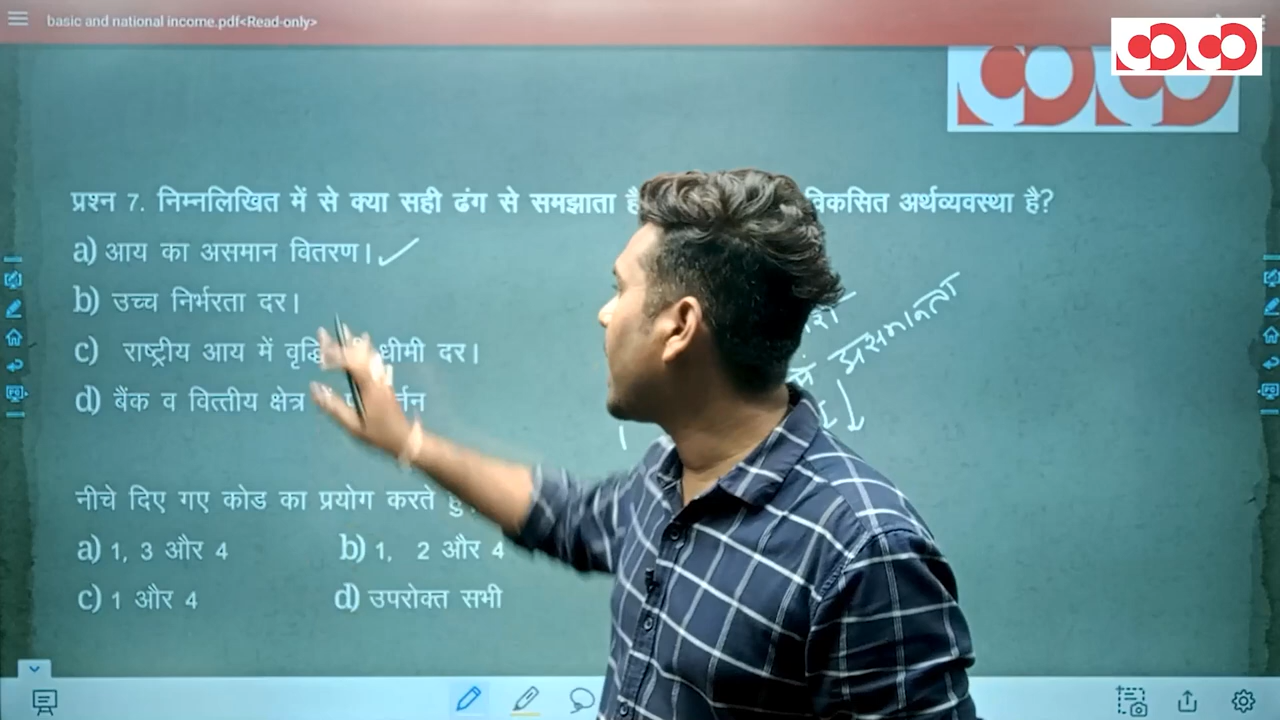 basic and national income.pdf<Read-only>
प्रश्न 7. निम्नलिखित में से क्या सही ढंग से समझाता विकसित अर्थव्यवस्था है?
a) आय का असमान वितरण।
b) उच्च निर्भरता दर।
c) राष्ट्रीय आय में धीमी दर।
d) बैंक व वित्तीय क्षेत्र
असमानता
नीचे दिए गए कोड का प्रयोग करते
a) 1, 3 और 4 b) 1, 2 और 4
c) 1 और 4 d) उपरोक्त सभी